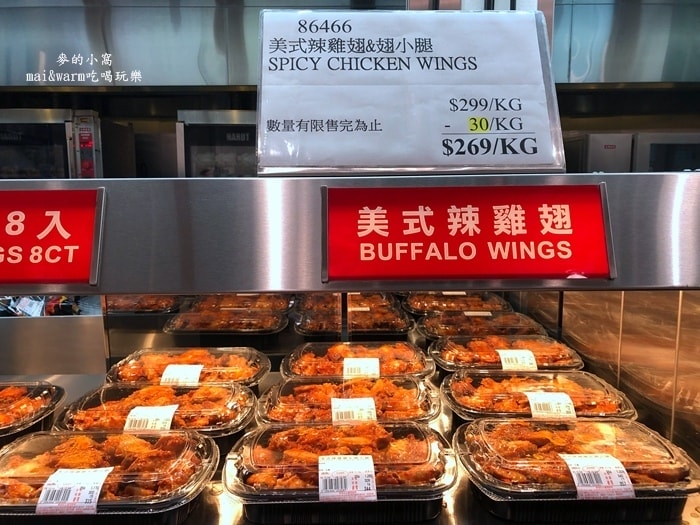 麥的小窩
mai&warm吃喝玩樂
86466
美式辣雞翅&翅小腿
SPICY CHICKEN WINGS
$299/KG
數量有限售完為止
- 30/KG
$269/KG
8入
GS 8CT
美式辣雞翅
BUFFALO WINGS